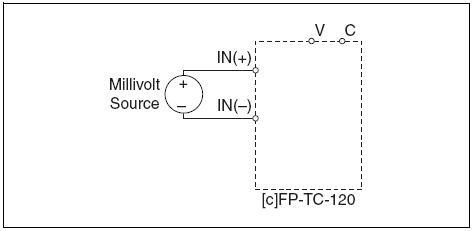 V C
IN(+)
Millivolt
Source
+
–
IN(–)
[c]FP-TC-120